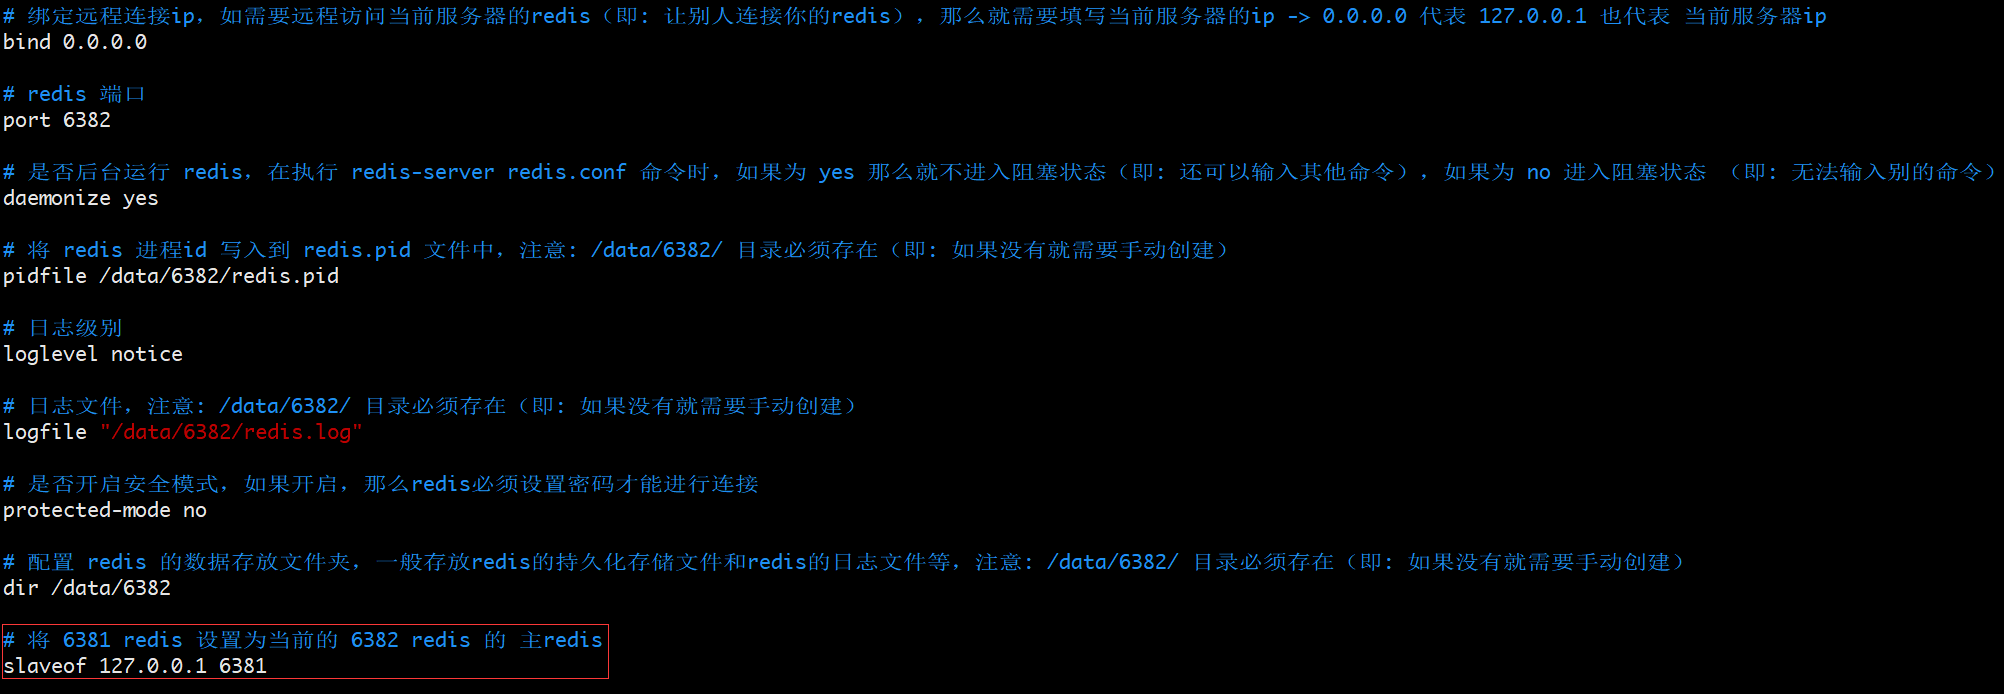 # 绑定远程连接ip，如需要远程访问当前服务器的redis（即: 让别人连接你的redis），那么就需要填写当前服务器的ip -> 0.0.0.0 代表 127.0.0.1 也代表 当前服务器ip
bind 0.0.0.0
# redis 端口
port 6382
# 是否后台运行 redis，在执行 redis-server redis.conf 命令时，如果为 yes 那么就不进入阻塞状态（即: 还可以输入其他命令），如果为 no 进入阻塞状态 （即: 无法输入别的命令）
daemonize yes
# 将 redis 进程id 写入到 redis.pid 文件中，注意: /data/6382/ 目录必须存在（即: 如果没有就需要手动创建）
pidfile /data/6382/redis.pid
# 日志级别
loglevel notice
# 日志文件，注意: /data/6382/ 目录必须存在（即: 如果没有就需要手动创建）
logfile "/data/6382/redis.log"
# 是否开启安全模式，如果开启，那么redis必须设置密码才能进行连接
protected-mode no
# 配置 redis 的数据存放文件夹，一般存放redis的持久化存储文件和redis的日志文件等，注意: /data/6382/ 目录必须存在（即: 如果没有就需要手动创建）
dir /data/6382
# 将 6381 redis 设置为当前的 6382 redis 的 主redis
slaveof 127.0.0.1 6381